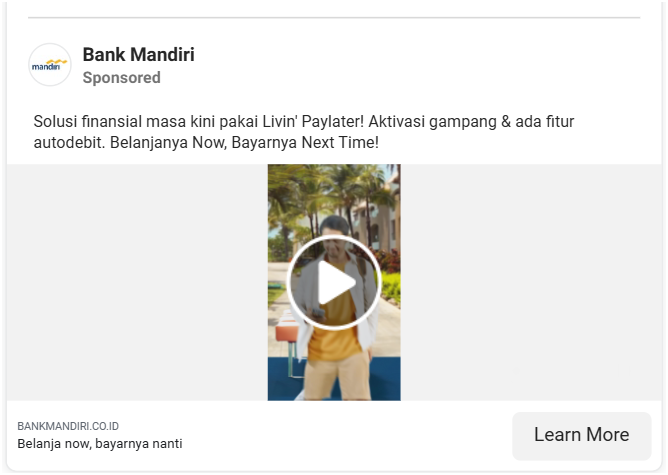 Bank Mandiri
mandiri
Sponsored
Solusi finansial masa kini pakai Livin' Paylater! Aktivasi gampang & ada fitur
autodebit. Belanjanya Now, Bayarnya Next Time!
BANKMANDIRI.CO.ID
Belanja now, bayarnya nanti
Learn More